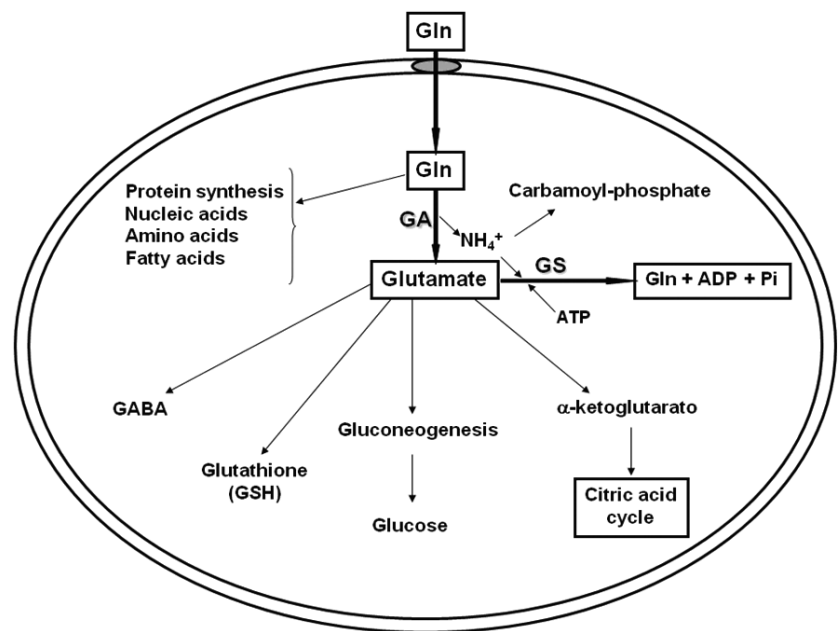 Gln
Gln
Protein synthesis
Nucleic acids
Amino acids
Fatty acids
Carbamoyl-phosphate
GA
NH₄⁺
Glutamate
GS
Gln + ADP + Pi
ATP
GABA
Glutathione
(GSH)
Gluconeogenesis
Glucose
α-ketoglutarato
Citric acid
cycle